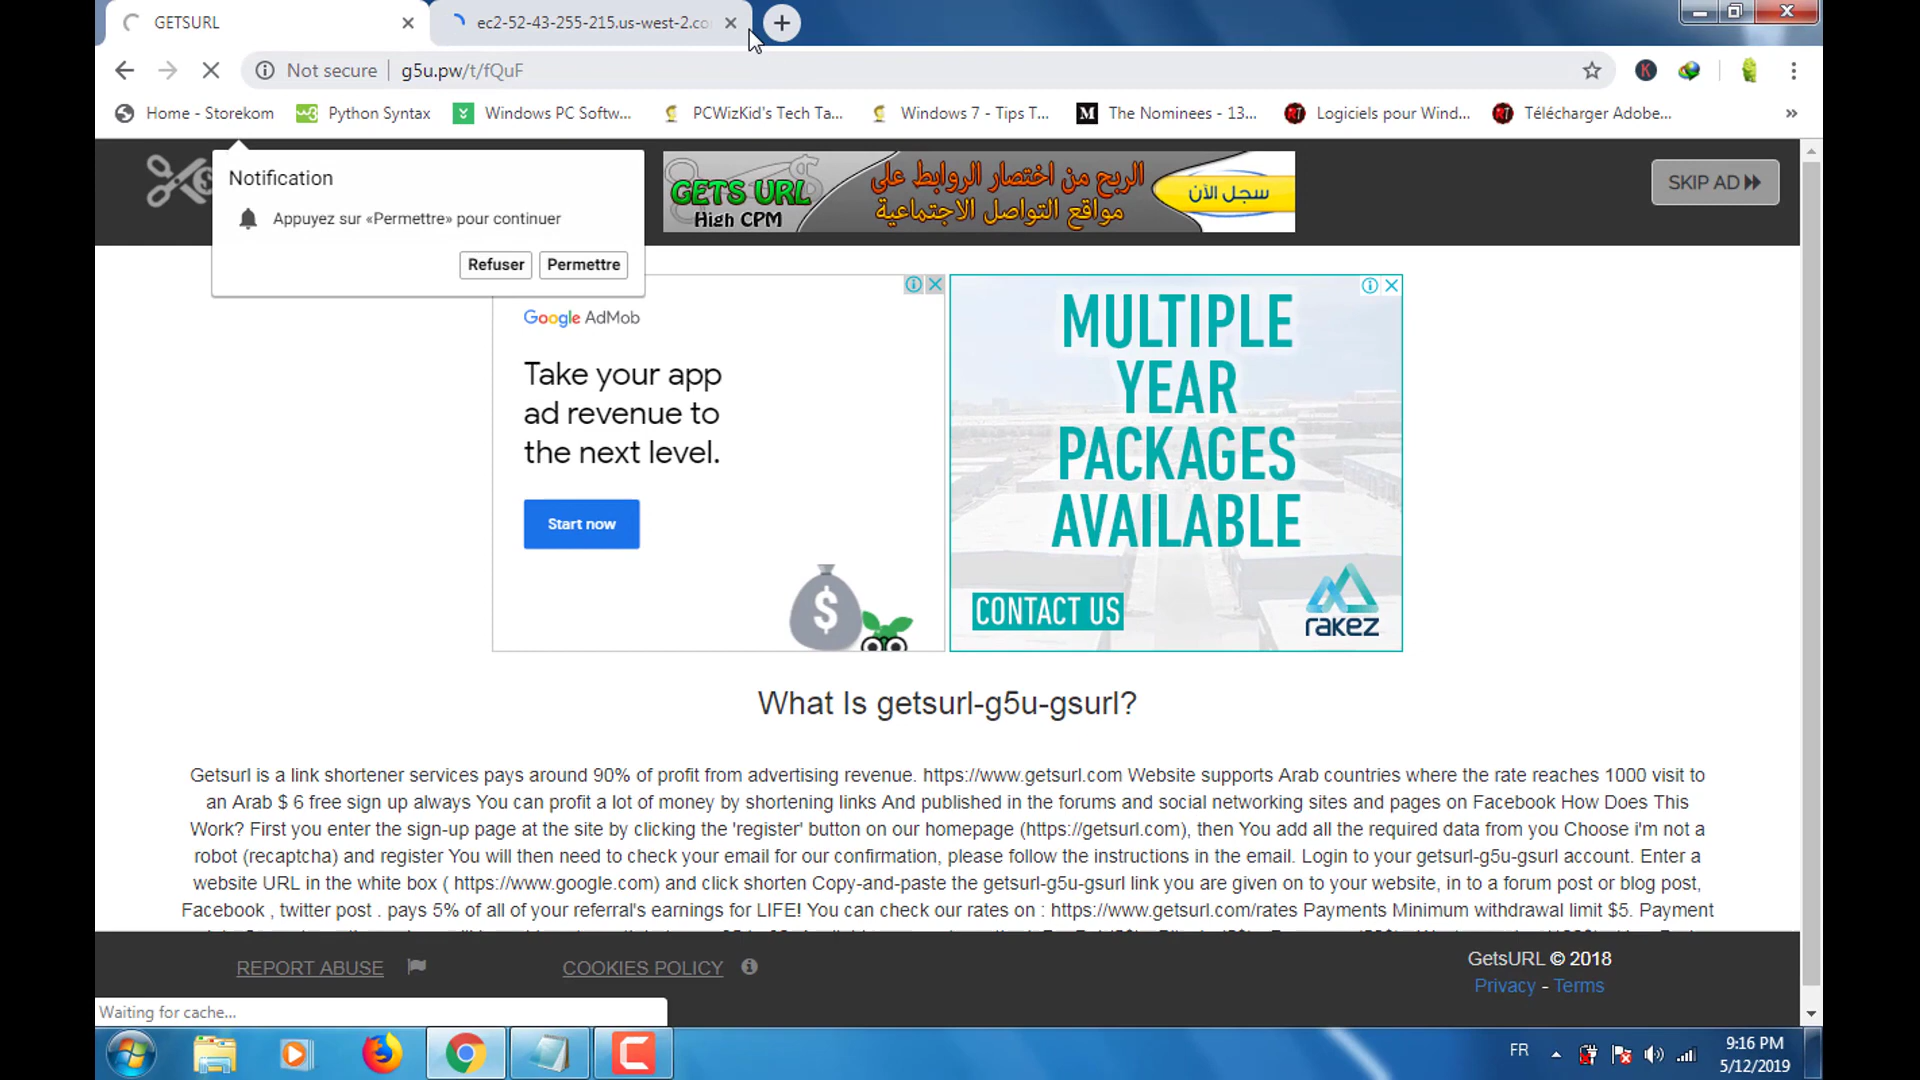 GETSURL
ec2-52-43-255-215.us-west-2.co
Not secure
g5u.pw/t/fQuF
K
Home - Storekom
w3
Python Syntax
Windows PC Softw...
PCWizKid's Tech Ta...
Windows 7 - Tips T...
M
The Nominees - 13...
Logiciels pour Wind...
Télécharger Adobe...
»
Notification
Appuyez sur «Permettre» pour continuer
Refuser
Permettre
GETS URL
High CPM
الربح من اختصار الروابط على
مواقع التواصل الاجتماعية
سجل الآن
SKIP AD
Google AdMob
Take your app
ad revenue to
the next level.
Start now
$
MULTIPLE
YEAR
PACKAGES
AVAILABLE
CONTACT US
rakez
What Is getsurl-g5u-gsurl?
Getsurl is a link shortener services pays around 90% of profit from advertising revenue. https://www.getsurl.com Website supports Arab countries where the rate reaches 1000 visit to
an Arab $ 6 free sign up always You can profit a lot of money by shortening links And published in the forums and social networking sites and pages on Facebook How Does This
Work? First you enter the sign-up page at the site by clicking the 'register' button on our homepage (https://getsurl.com), then You add all the required data from you Choose i'm not a
robot (recaptcha) and register You will then need to check your email for our confirmation, please follow the instructions in the email. Login to your getsurl-g5u-gsurl account. Enter a
website URL in the white box ( https://www.google.com) and click shorten Copy-and-paste the getsurl-g5u-gsurl link you are given on to your website, in to a forum post or blog post,
Facebook , twitter post . pays 5% of all of your referral's earnings for LIFE! You can check our rates on : https://www.getsurl.com/rates Payments Minimum withdrawal limit $5. Payment
REPORT ABUSE
COOKIES POLICY
GetsURL © 2018
Privacy - Terms
Waiting for cache...
FR
9:16 PM
5/12/2019